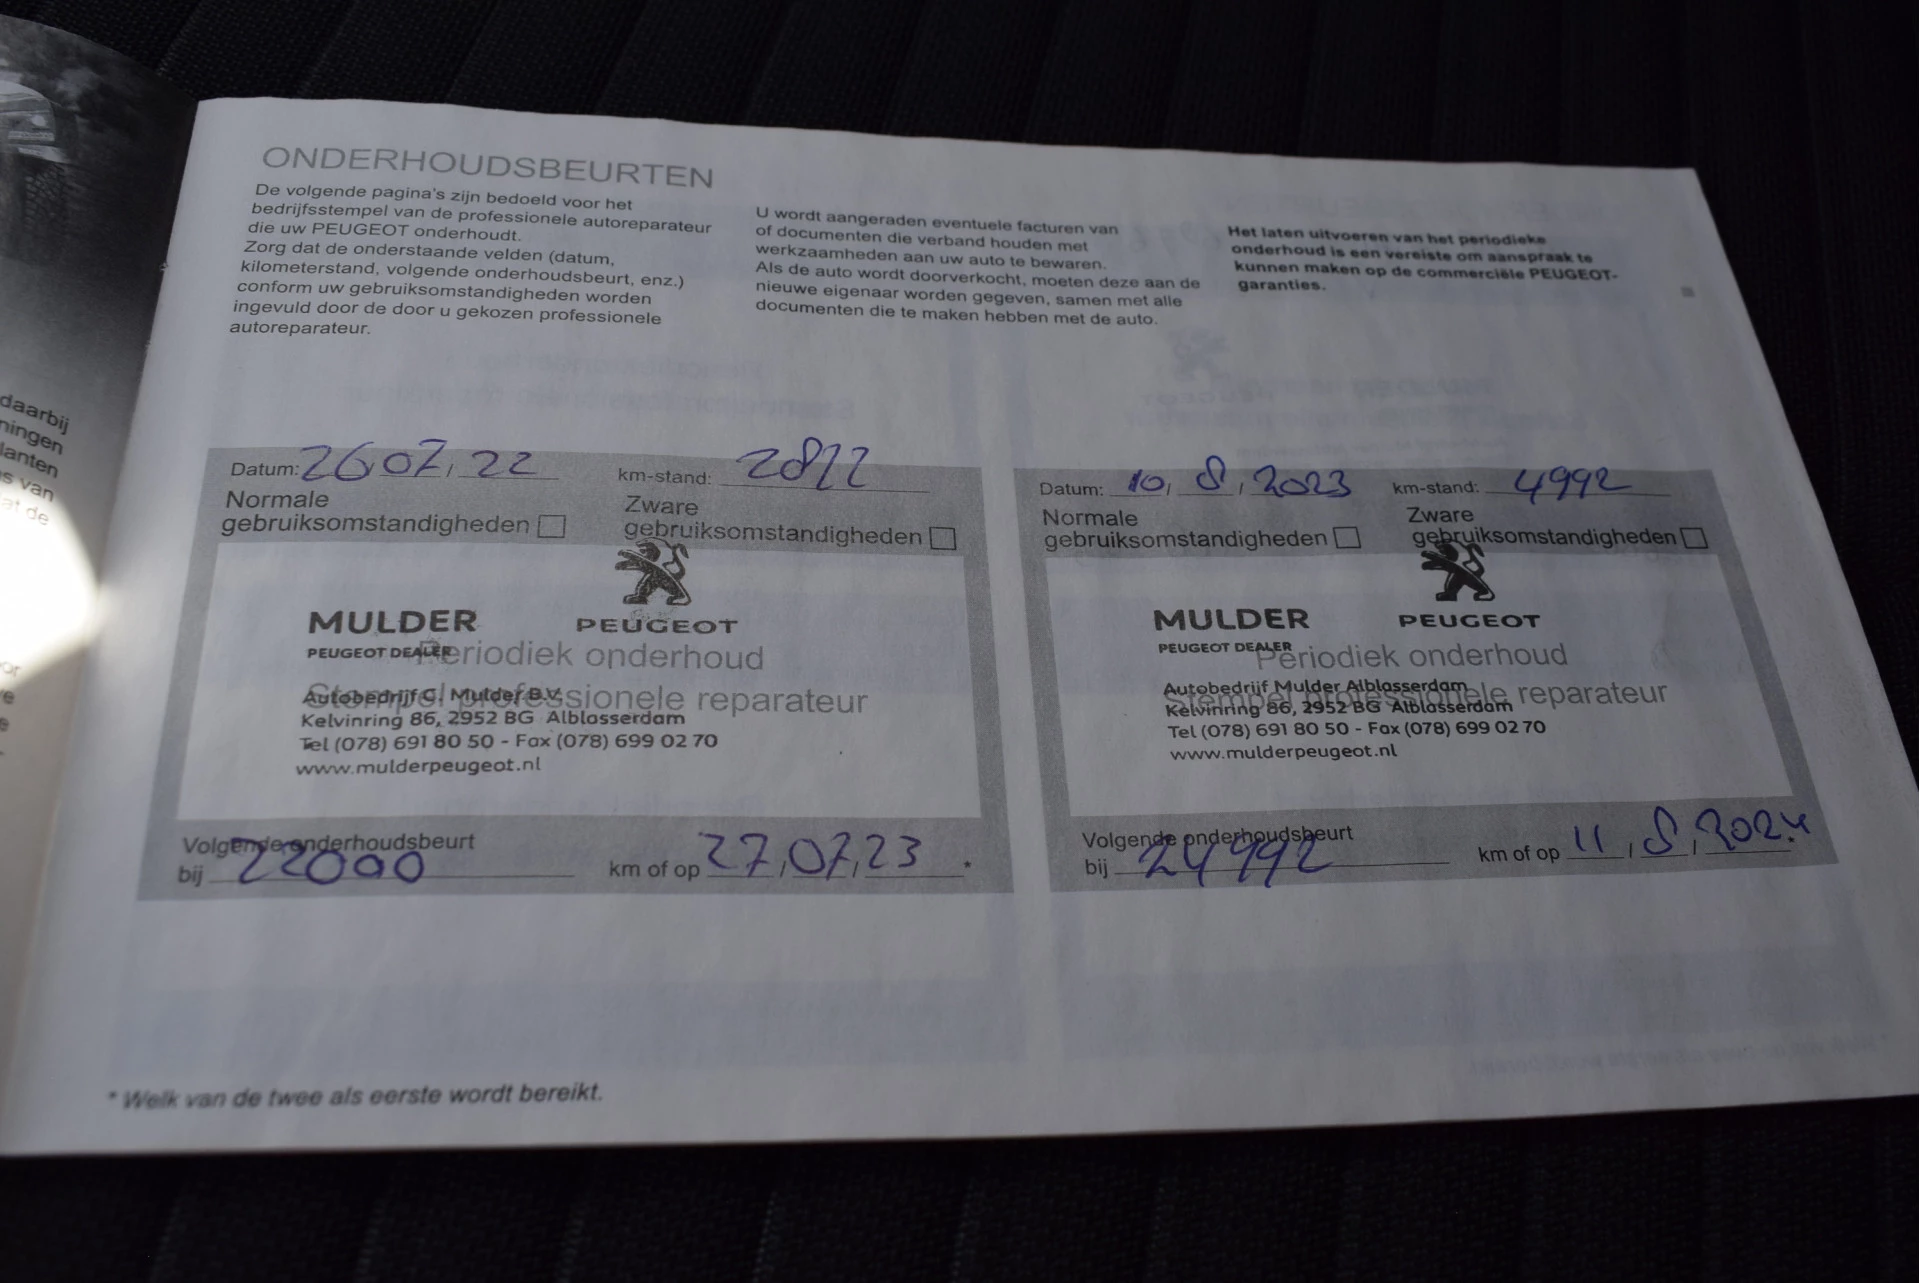 ONDERHOUDSBEURTEN
De volgende pagina's zijn bedoeld voor het
bedrijfsstempel van de professionele autoreparateur
die uw PEUGEOT onderhoudt.
Zorg dat de onderstaande velden (datum,
kilometerstand, volgende onderhoudsbeurt, enz.)
conform uw gebruiksomstandigheden worden
ingevuld door de door u gekozen professionele
autoreparateur.
U wordt aangeraden eventuele facturen van
of documenten die verband houden met
werkzaamheden aan uw auto te bewaren.
Als de auto wordt doorverkocht, moeten deze aan de
nieuwe eigenaar worden gegeven, samen met alle
documenten die te maken hebben met de auto.
Het laten uitvoeren van het periodieke
onderhoud is een vereiste om aanspraak te
kunnen maken op de commerciële PEUGEOT-
garanties.
daarbij
ningen
lanten
s van
at de
Datum: 26,07,22 km-stand: 2822
Normale
gebruiksomstandigheden
Zware
gebruiksomstandigheden
MULDER PEUGEOT
PEUGEOT DEALER
Periodiek onderhoud
Stempel professionele reparateur
Autobedrijf G. Mulder B.V.
Kelvinring 86, 2952 BG Alblasserdam
Tel (078) 691 80 50 - Fax (078) 699 02 70
www.mulderpeugeot.nl
Volgende onderhoudsbeurt
bij 22000 km of op 27,07,23 *
Datum: 10, 8, 2023 km-stand: 4992
Normale
gebruiksomstandigheden
Zware
gebruiksomstandigheden
MULDER PEUGEOT
PEUGEOT DEALER
Periodiek onderhoud
Stempel professionele reparateur
Autobedrijf Mulder Alblasserdam
Kelvinring 86, 2952 BG Alblasserdam
Tel (078) 691 80 50 - Fax (078) 699 02 70
www.mulderpeugeot.nl
Volgende onderhoudsbeurt
bij 24992 km of op 11, 8, 2024
* Welk van de twee als eerste wordt bereikt.